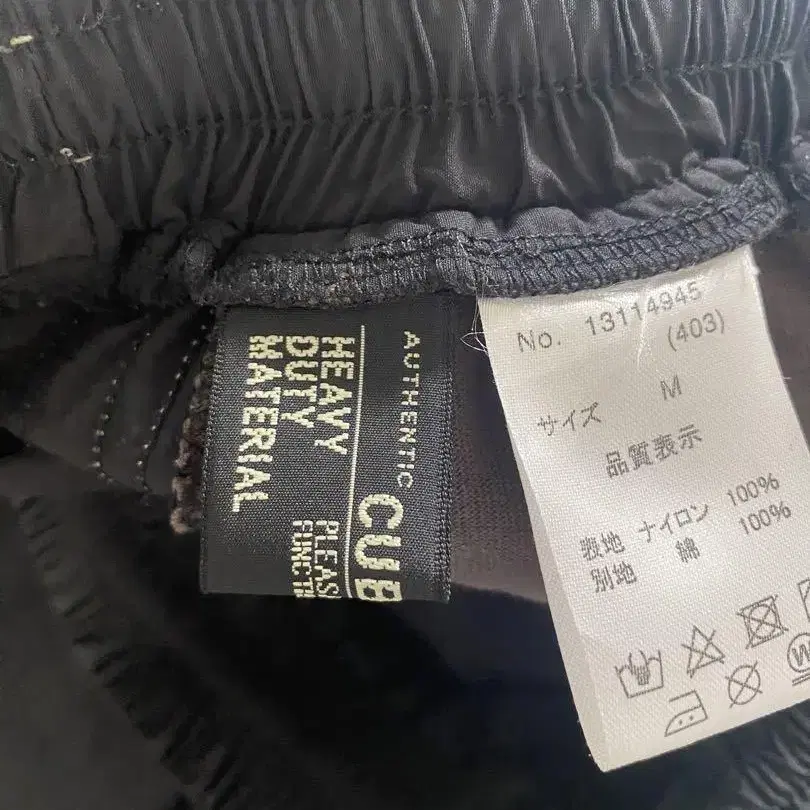 AUTHENTIC
CUB
HEAVY
DUTY
MATERIAL
PLEAS
FUNCTI
No. 13114945
(403)
サイズ M
品質表示
表地 ナイロン 100%
別地 綿 100%
W